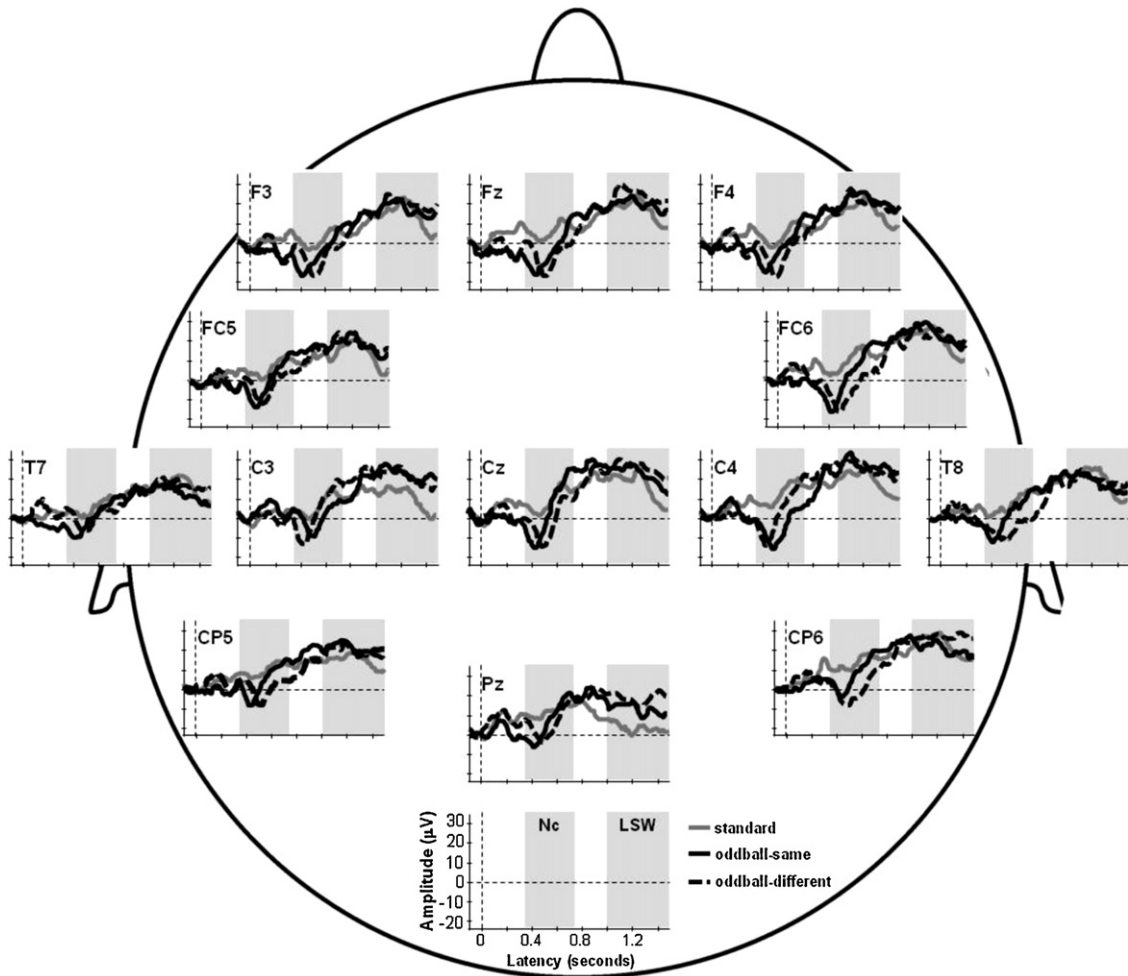 F3 Fz F4
FC5 FC6
T7 C3 Cz C4 T8
CP5 CP6
Pz
Amplitude (µV)
30
20
10
0
-10
-20
Nc LSW
0 0.4 0.8 1.2
Latency (seconds)
standard
oddball-same
oddball-different